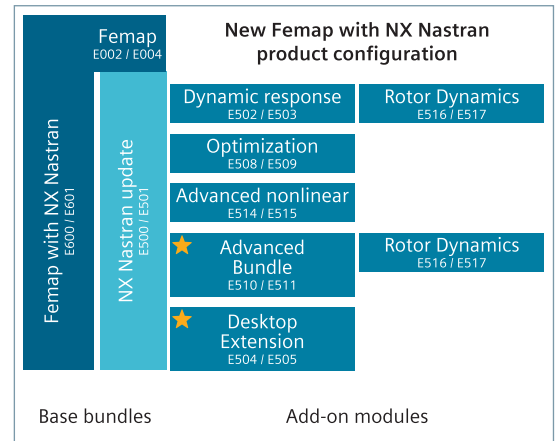 New Femap with NX Nastran
product configuration
Femap
E002 / E004
Femap with NX Nastran
E600 / E601
NX Nastran update
E500 / E501
Dynamic response
E502 / E503
Rotor Dynamics
E516 / E517
Optimization
E508 / E509
Advanced nonlinear
E514 / E515
Advanced
Bundle
E510 / E511
Rotor Dynamics
E516 / E517
Desktop
Extension
E504 / E505
Base bundles
Add-on modules